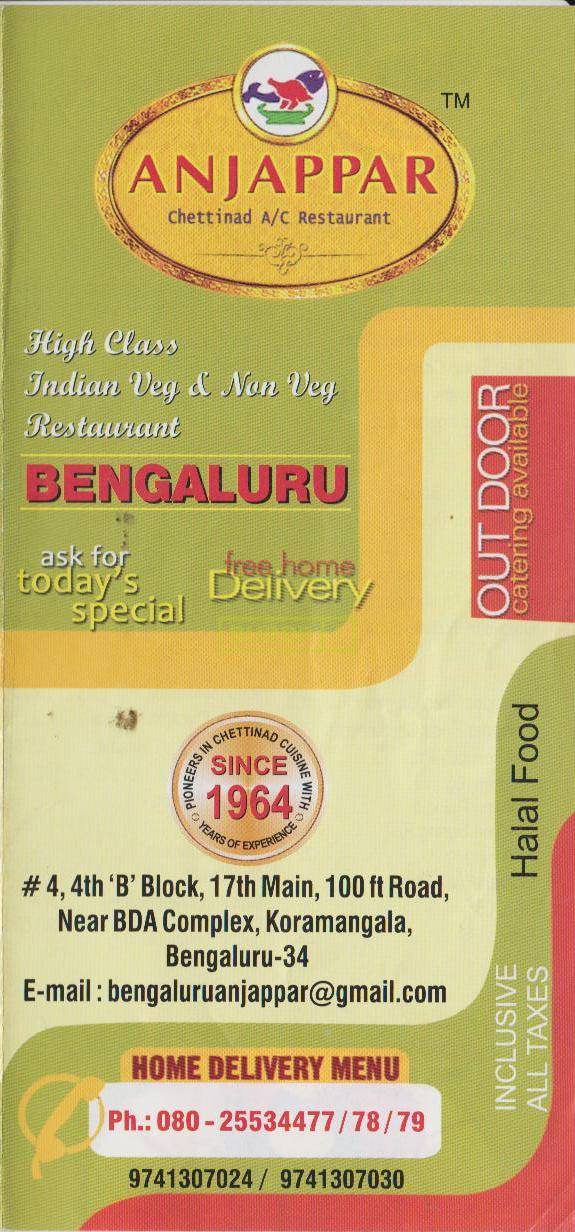 TM
ANJAPPAR
Chettinad A/C Restaurant
High Class
Indian Veg & Non Veg
Restaurant
BENGALURU
ask for
today's
special
free home
Delivery
OUT DOOR
catering available
PIONEERS IN CHETTINAD CUISINE WITH
SINCE
1964
YEARS OF EXPERIENCE
Halal Food
# 4, 4th 'B' Block, 17th Main, 100 ft Road,
Near BDA Complex, Koramangala,
Bengaluru-34
E-mail : bengaluruanjappar@gmail.com
INCLUSIVE
ALL TAXES
HOME DELIVERY MENU
Ph.: 080 - 25534477 / 78 / 79
9741307024 / 9741307030